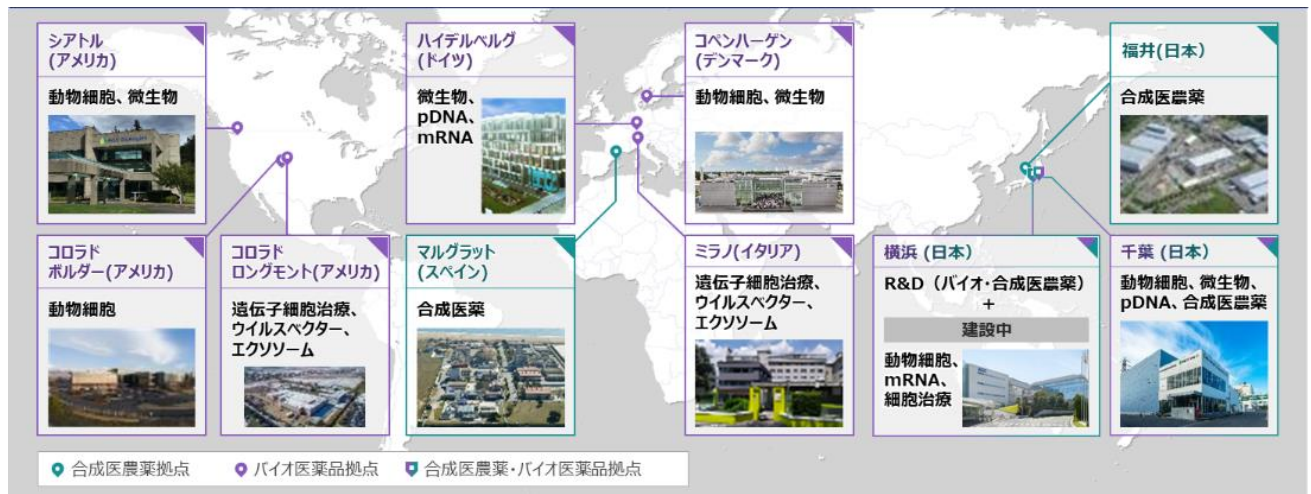 シアトル
(アメリカ)
動物細胞、微生物
ハイデルベルグ
(ドイツ)
微生物、
pDNA、
mRNA
コペンハーゲン
(デンマーク)
動物細胞、微生物
福井(日本)
合成医農薬
コロラド
ボルダー(アメリカ)
動物細胞
コロラド
ロングモント(アメリカ)
遺伝子細胞治療、
ウイルスベクター、
エクソソーム
マルグラット
(スペイン)
合成医薬
ミラノ(イタリア)
遺伝子細胞治療、
ウイルスベクター、
エクソソーム
横浜 (日本)
R&D(バイオ・合成医農薬)
+
建設中
動物細胞、
mRNA、
細胞治療
千葉 (日本)
動物細胞、微生物、
pDNA、合成医農薬
合成医農薬拠点
バイオ医薬品拠点
合成医農薬・バイオ医薬品拠点